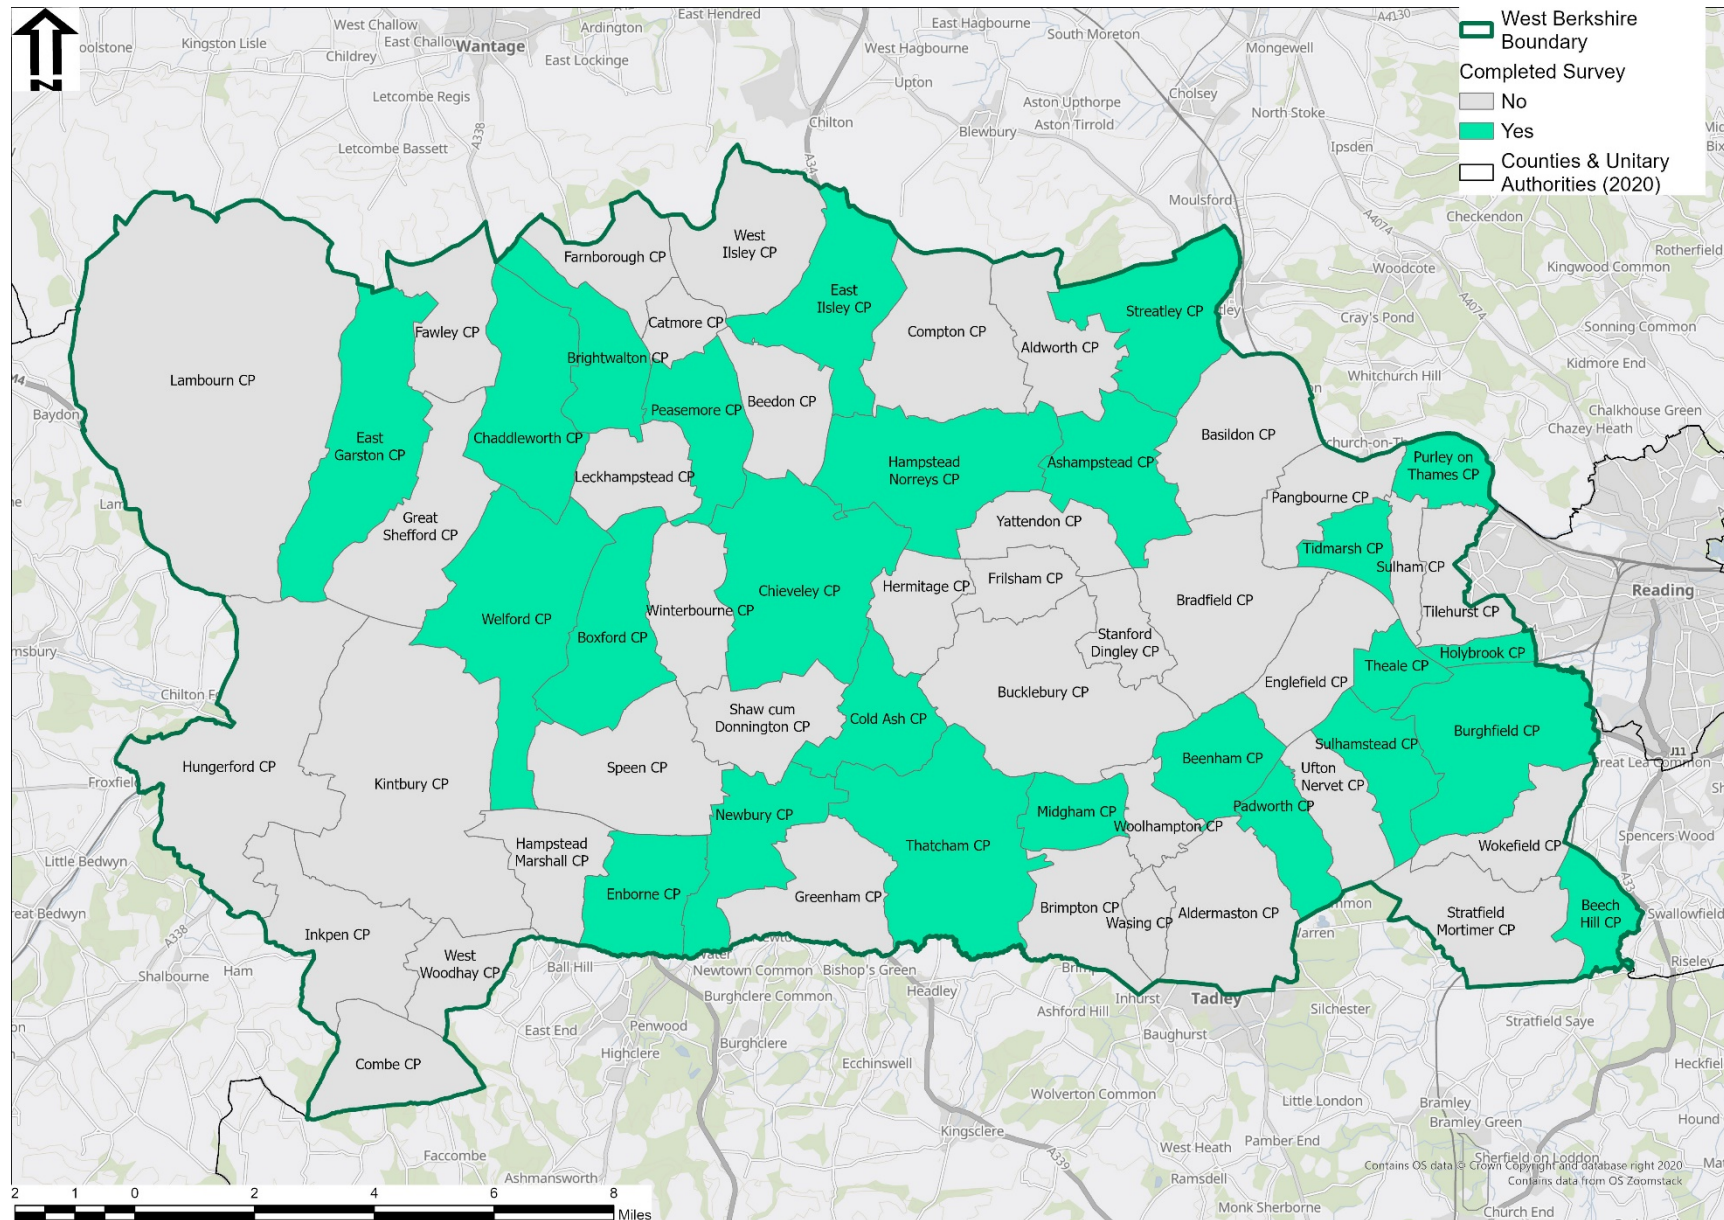 West Challow
Ardington
East Hendred
East Hagbourne
A4130
West Berkshire
Boundary
Completed Survey
No
Yes
Counties & Unitary
Authorities (2020)
N
oolstone
Kingston Lisle
East Challow
Wantage
Childrey
East Lockinge
West Hagbourne
South Moreton
Mongewell
Upton
Letcombe Regis
Aston Upthorpe
Cholsey
North Stoke
Chilton
Blewbury
Aston Tirrold
A338
Letcombe Bassett
A34
Ipsden
Moulsford
A4074
Checkendon
Rotherfield
Woodcote
Kingwood Common
A4074
Cray's Pond
Sonning Common
Kidmore End
Whitchurch Hill
Chalkhouse Green
Chazey Heath
Baydon
Farnborough CP
West
Ilsley CP
East
Ilsley CP
Streatley CP
Fawley CP
Catmore CP
Compton CP
Aldworth CP
Lambourn CP
Brightwalton CP
Peasemore CP
Beedon CP
East
Garston CP
Chaddleworth CP
Basildon CP
Leckhampstead CP
Hampstead
Norreys CP
Ashampstead CP
Purley on
Thames CP
Pangbourne CP
Great
Shefford CP
Yattendon CP
Tidmarsh CP
Sulham CP
Hermitage CP
Frilsham CP
Chieveley CP
Bradfield CP
Reading
Welford CP
Boxford CP
Winterbourne CP
Tilehurst CP
Stanford
Dingley CP
Holybrook CP
Theale CP
Englefield CP
Bucklebury CP
Shaw cum
Donnington CP
Cold Ash CP
Burghfield CP
Sulhamstead CP
Beenham CP
J11
Great Lea Common
Hungerford CP
Speen CP
Ufton
Nervet CP
Kintbury CP
Padworth CP
Newbury CP
Midgham CP
Woolhampton CP
Spencers Wood
Hampstead
Marshall CP
Thatcham CP
Wokefield CP
Little Bedwyn
Enborne CP
Greenham CP
Brimpton CP
Wasing CP
Aldermaston CP
Stratfield
Mortimer CP
Beech
Hill CP
Swallowfield
A338
Inkpen CP
West
Woodhay CP
Shalbourne
Ham
Ball Hill
Newtown Common
Bishop's Green
Riseley
Burghclere Common
Headley
Inhurst
Tadley
Silchester
Ashford Hill
East End
Penwood
Stratfield Saye
Baughurst
Highclere
Burghclere
Ecchinswell
Combe CP
Wolverton Common
Little London
Bramley
Bramley Green
Kingsclere
Faccombe
A339
West Heath
Pamber End
Sherfield on Loddon
Ashmansworth
Ramsdell
Contains OS data © Crown Copyright and database right 2020
Contains data from OS Zoomstack
Monk Sherborne
Church End
2 1 0 2 4 6 8
Miles